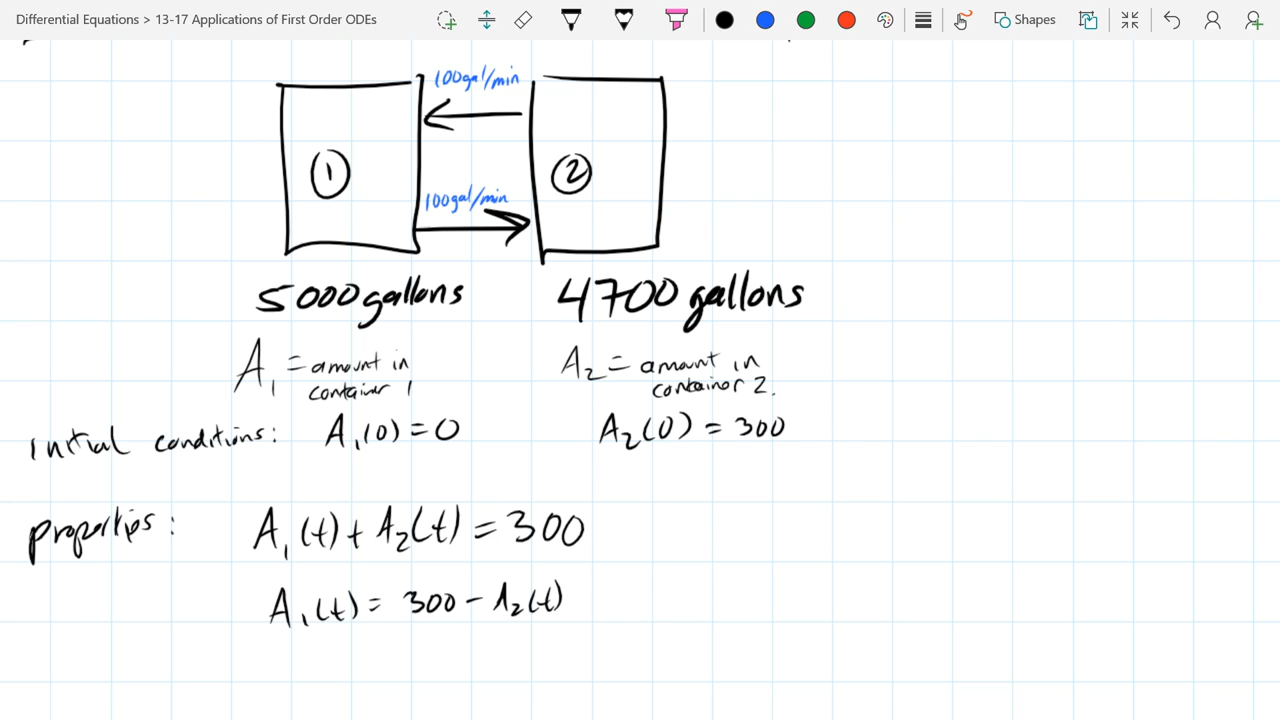 Differential Equations > 13-17 Applications of First Order ODEs
Shapes
100gal/min
1
2
100gal/min
5000gallons 4700 gallons
A₁ = amount in container 1
A₂ = amount in container 2.
Initial conditions: A₁(0) = 0 A₂(0) = 300
properties: A₁(t) + A₂(t) = 300
A₁(t) = 300 - A₂(t)